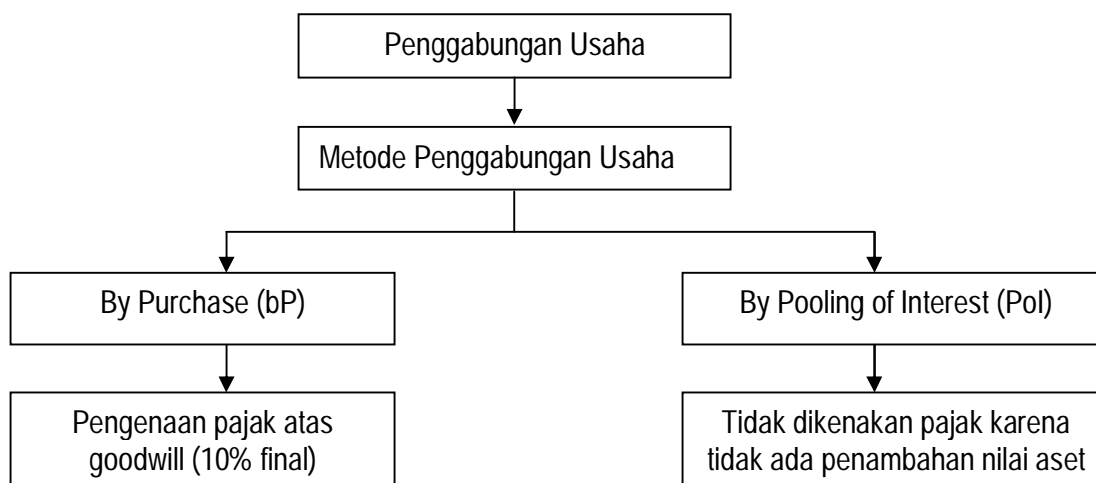 Penggabungan Usaha
Metode Penggabungan Usaha
By Purchase (bP)
By Pooling of Interest (PoI)
Pengenaan pajak atas
goodwill (10% final)
Tidak dikenakan pajak karena
tidak ada penambahan nilai aset